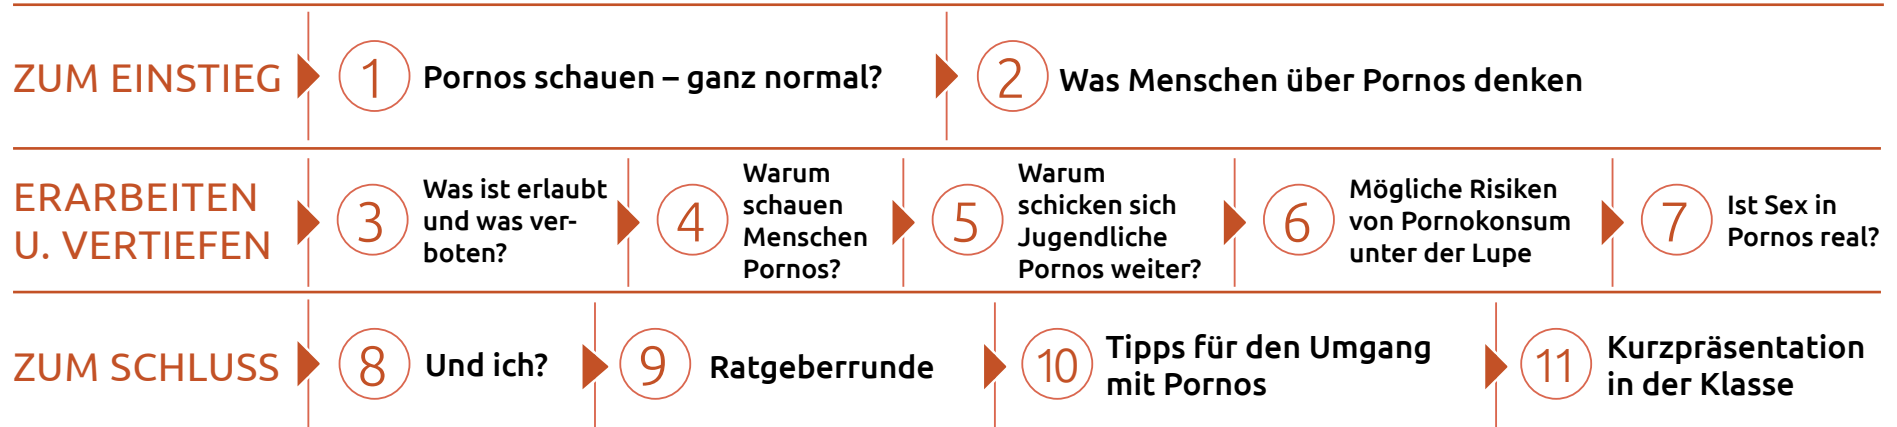 ZUM EINSTIEG
1
Pornos schauen – ganz normal?
2
Was Menschen über Pornos denken
ERARBEITEN
U. VERTIEFEN
3
Was ist erlaubt
und was ver-
boten?
4
Warum
schauen
Menschen
Pornos?
5
Warum
schicken sich
Jugendliche
Pornos weiter?
6
Mögliche Risiken
von Pornokonsum
unter der Lupe
7
Ist Sex in
Pornos real?
ZUM SCHLUSS
8
Und ich?
9
Ratgeberrunde
10
Tipps für den Umgang
mit Pornos
11
Kurzpräsentation
in der Klasse